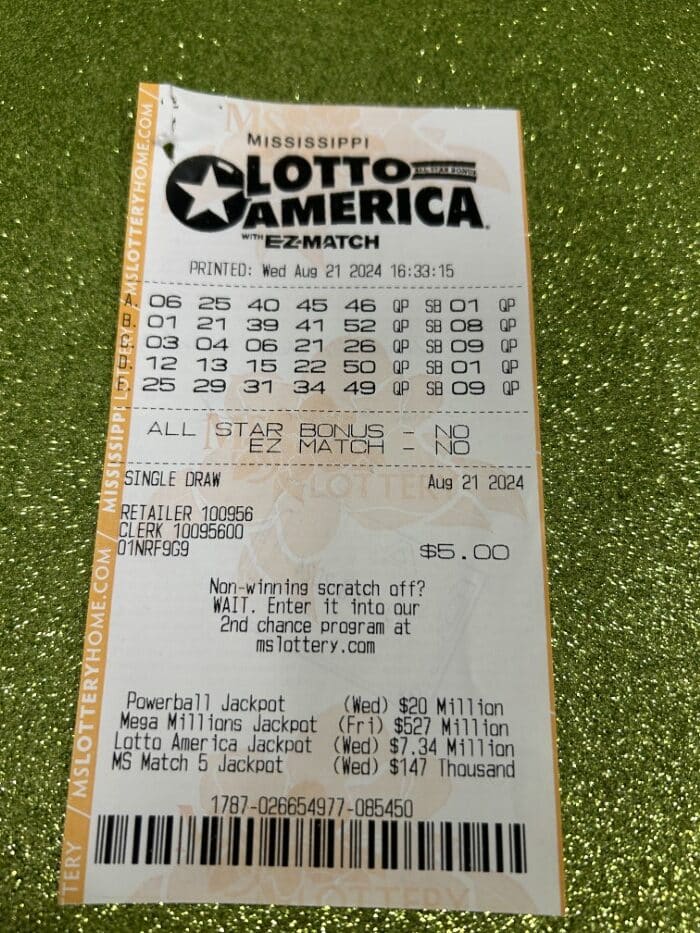 MISSISSIPPI
LOTTO ALL STAR BONUS
AMERICA
WITH EZ-MATCH
PRINTED: Wed Aug 21 2024 16:33:15
A. 06 25 40 45 46 QP SB 01 QP
B. 01 21 39 41 52 QP SB 08 QP
C. 03 04 06 21 26 QP SB 09 QP
D. 12 13 15 22 50 QP SB 01 QP
E. 25 29 31 34 49 QP SB 09 QP
ALL STAR BONUS - NO
EZ MATCH - NO
SINGLE DRAW Aug 21 2024
RETAILER 100956
CLERK 10095600
01NRF9G9
$5.00
Non-winning scratch off?
WAIT. Enter it into our
2nd chance program at
mslottery.com
Powerball Jackpot (Wed) $20 Million
Mega Millions Jackpot (Fri) $527 Million
Lotto America Jackpot (Wed) $7.34 Million
MS Match 5 Jackpot (Wed) $147 Thousand
1787-026654977-085450
TERY / MSLOTTERYHOME.COM / MISSISSIPPI LOTTERY / MSLOTTERYHOME.COM /